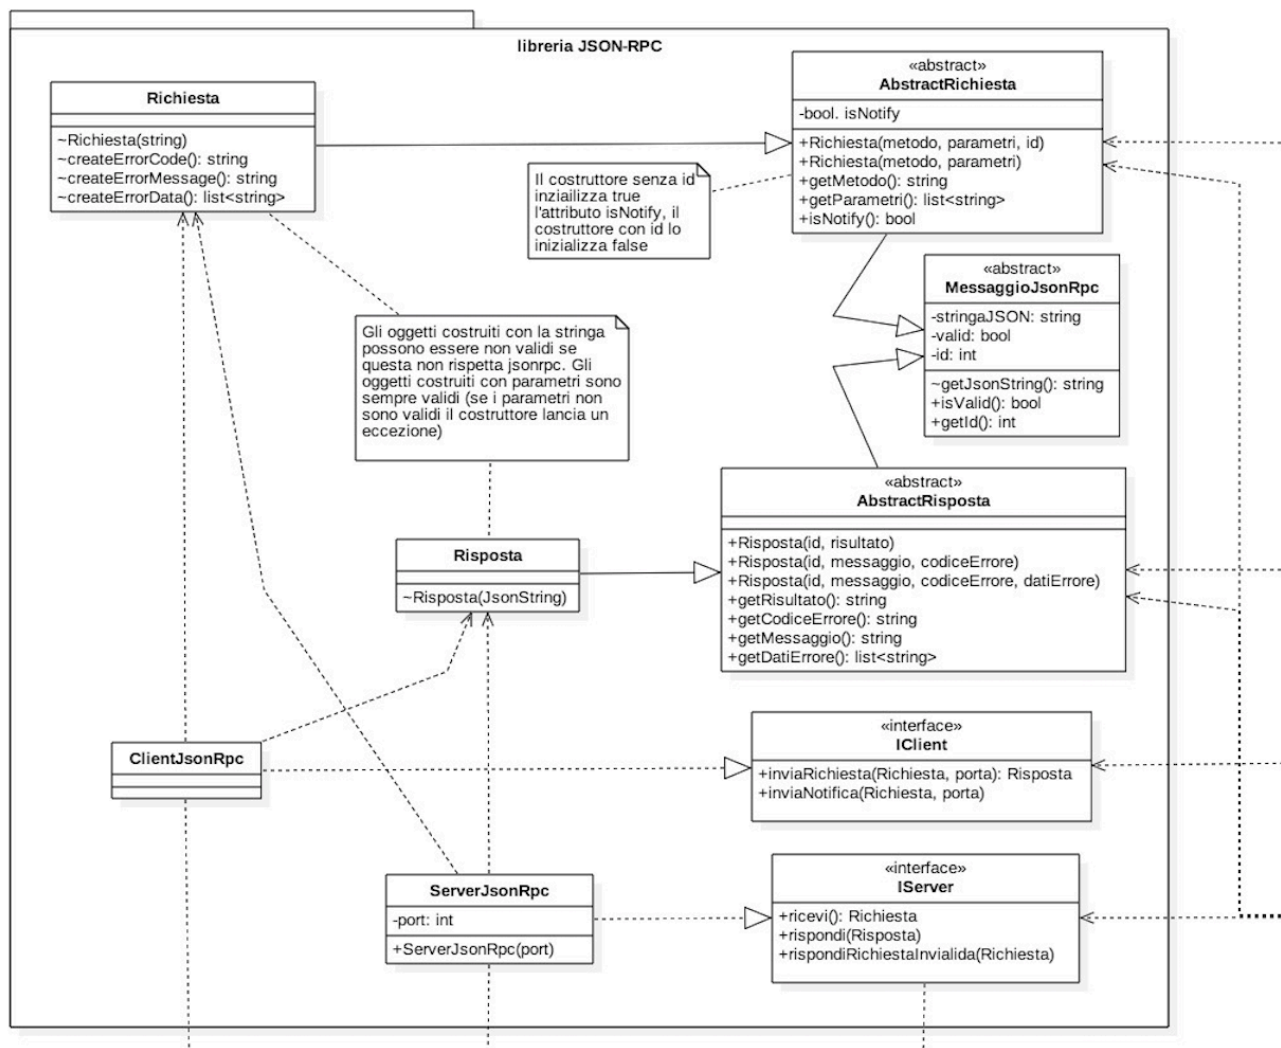 libreria JSON-RPC
Richiesta
~Richiesta(string)
~createErrorCode(): string
~createErrorMessage(): string
~createErrorData(): list<string>
«abstract»
AbstractRichiesta
-bool. isNotify
+Richiesta(metodo, parametri, id)
+Richiesta(metodo, parametri)
+getMetodo(): string
+getParametri(): list<string>
+isNotify(): bool
Il costruttore senza id
inziailizza true
l'attributo isNotify, il
costruttore con id lo
inizializza false
«abstract»
MessaggioJsonRpc
-stringaJSON: string
-valid: bool
-id: int
~getJsonString(): string
+isValid(): bool
+getId(): int
Gli oggetti costruiti con la stringa
possono essere non validi se
questa non rispetta jsonrpc. Gli
oggetti costruiti con parametri sono
sempre validi (se i parametri non
sono validi il costruttore lancia un
eccezione)
«abstract»
AbstractRisposta
+Risposta(id, risultato)
+Risposta(id, messaggio, codiceErrore)
+Risposta(id, messaggio, codiceErrore, datiErrore)
+getRisultato(): string
+getCodiceErrore(): string
+getMessaggio(): string
+getDatiErrore(): list<string>
Risposta
~Risposta(JsonString)
ClientJsonRpc
«interface»
IClient
+inviaRichiesta(Richiesta, porta): Risposta
+inviaNotifica(Richiesta, porta)
ServerJsonRpc
-port: int
+ServerJsonRpc(port)
«interface»
IServer
+ricevi(): Richiesta
+rispondi(Risposta)
+rispondiRichiestaInvialida(Richiesta)